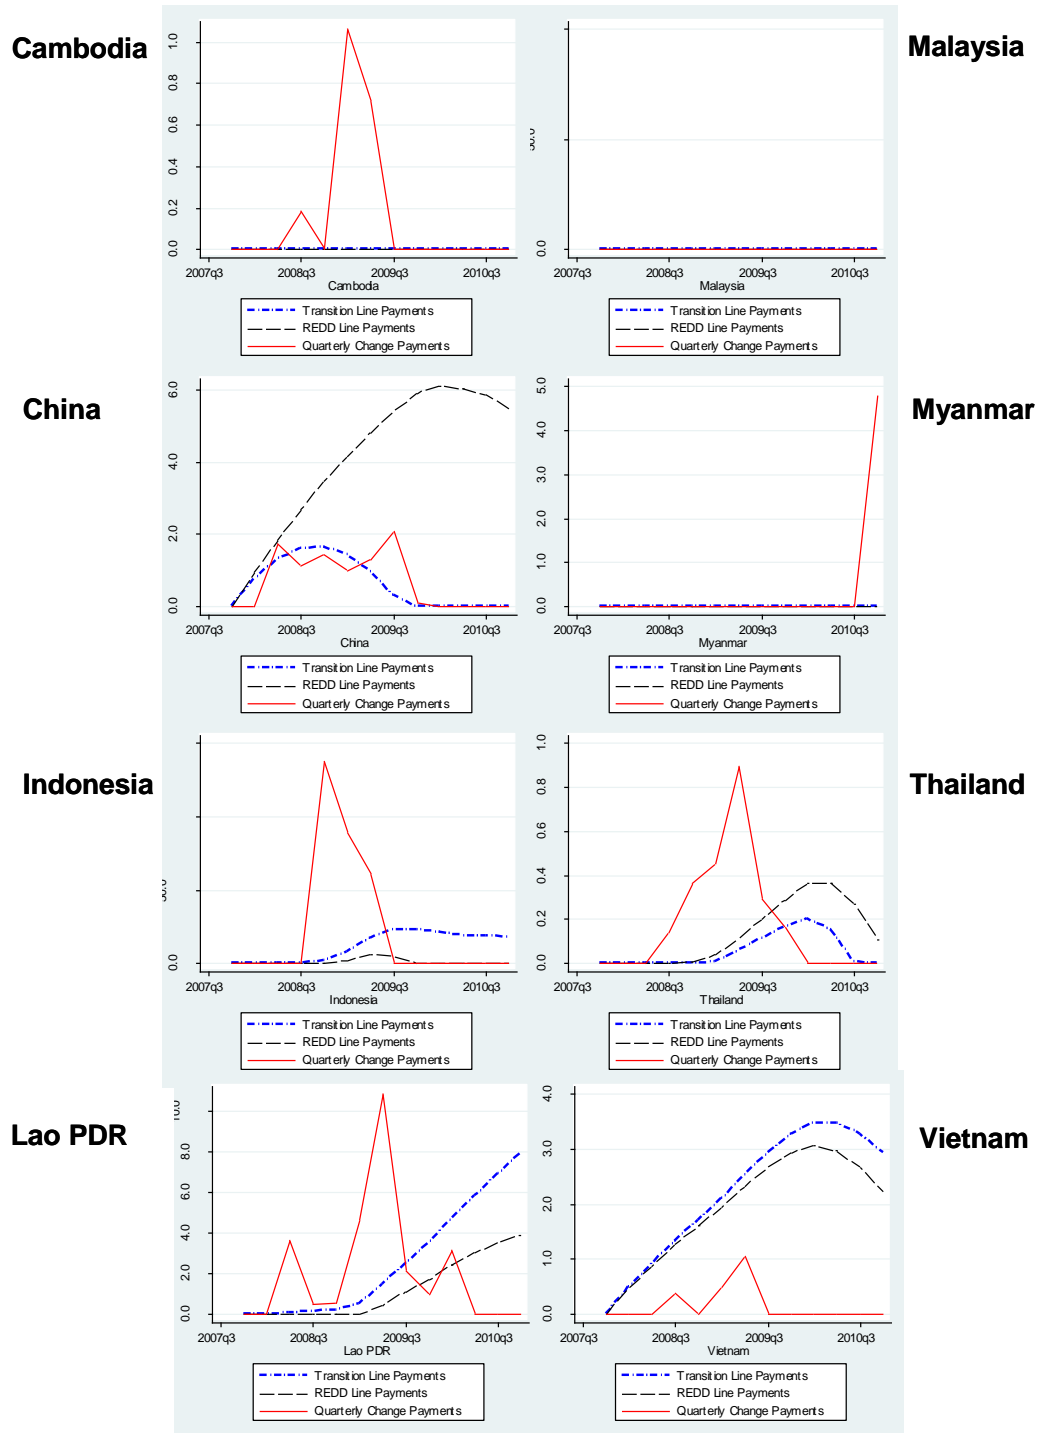 Cambodia
1.0
0.8
0.6
0.4
0.2
0.0
2007q3 2008q3 2009q3 2010q3
Cambodia
Transition Line Payments
REDD Line Payments
Quarterly Change Payments
Malaysia
0.0
2007q3 2008q3 2009q3 2010q3
Malaysia
Transition Line Payments
REDD Line Payments
Quarterly Change Payments
China
6.0
4.0
2.0
0.0
2007q3 2008q3 2009q3 2010q3
China
Transition Line Payments
REDD Line Payments
Quarterly Change Payments
Myanmar
5.0
4.0
3.0
2.0
1.0
0.0
2007q3 2008q3 2009q3 2010q3
Myanmar
Transition Line Payments
REDD Line Payments
Quarterly Change Payments
Indonesia
0.0
2007q3 2008q3 2009q3 2010q3
Indonesia
Transition Line Payments
REDD Line Payments
Quarterly Change Payments
Thailand
1.0
0.8
0.6
0.4
0.2
0.0
2007q3 2008q3 2009q3 2010q3
Thailand
Transition Line Payments
REDD Line Payments
Quarterly Change Payments
Lao PDR
10.0
8.0
6.0
4.0
2.0
0.0
2007q3 2008q3 2009q3 2010q3
Lao PDR
Transition Line Payments
REDD Line Payments
Quarterly Change Payments
Vietnam
4.0
3.0
2.0
1.0
0.0
2007q3 2008q3 2009q3 2010q3
Vietnam
Transition Line Payments
REDD Line Payments
Quarterly Change Payments